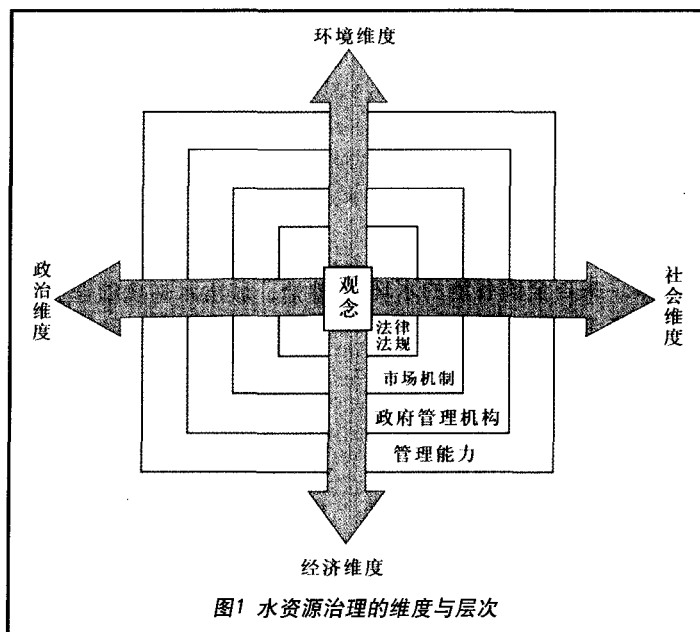 环境维度
政治维度
观念
社会维度
法律
法规
市场机制
政府管理机构
管理能力
经济维度
图1 水资源治理的维度与层次